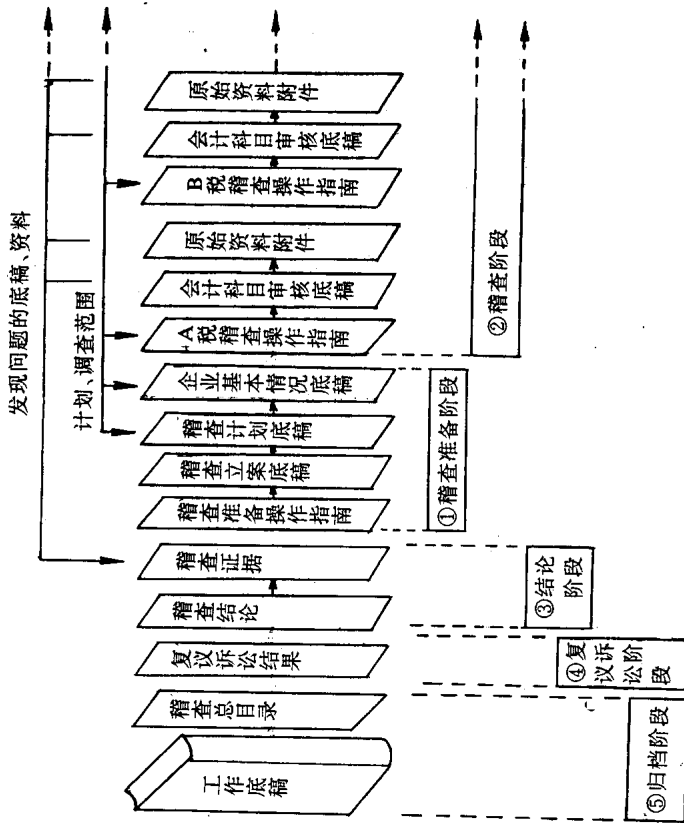 发现问题的底稿、资料
计划、调查范围
工作底稿
稽查总目录
复议诉讼结果
稽查结论
稽查证据
稽查准备操作指南
稽查立案底稿
稽查计划底稿
企业基本情况底稿
A税稽查操作指南
会计科目审核底稿
原始资料附件
B税稽查操作指南
会计科目审核底稿
原始资料附件
①稽查准备阶段
②稽查阶段
③结论
阶段
④复
议诉
讼阶
段
⑤归档阶段